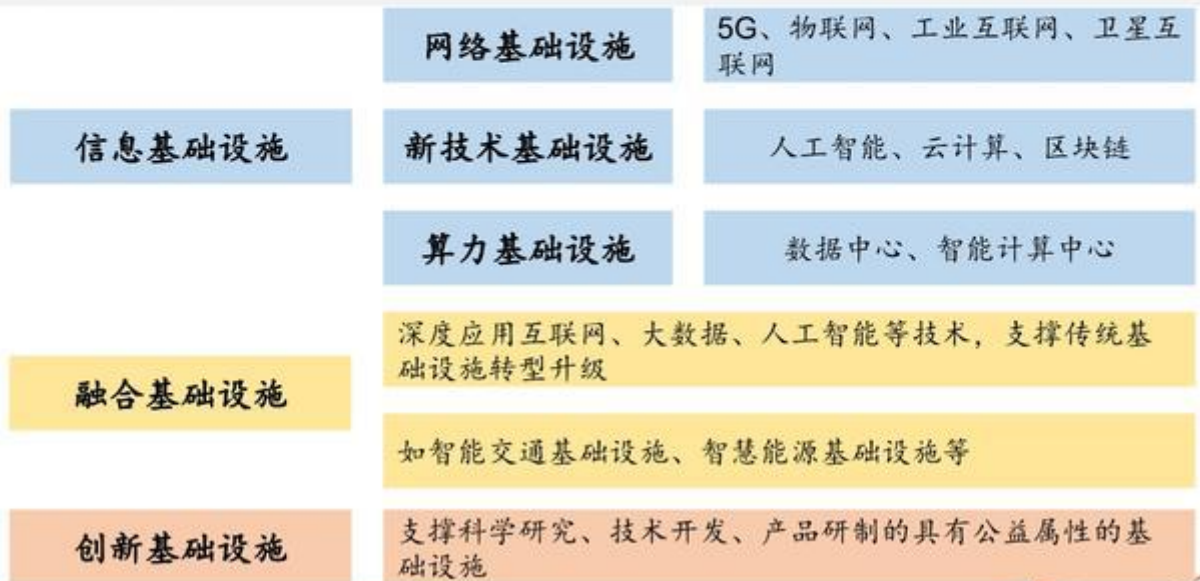 网络基础设施
5G、物联网、工业互联网、卫星互
联网
信息基础设施
新技术基础设施
人工智能、云计算、区块链
算力基础设施
数据中心、智能计算中心
深度应用互联网、大数据、人工智能等技术，支撑传统基
础设施转型升级
融合基础设施
如智能交通基础设施、智慧能源基础设施等
创新基础设施
支撑科学研究、技术开发、产品研制的具有公益属性的基
础设施